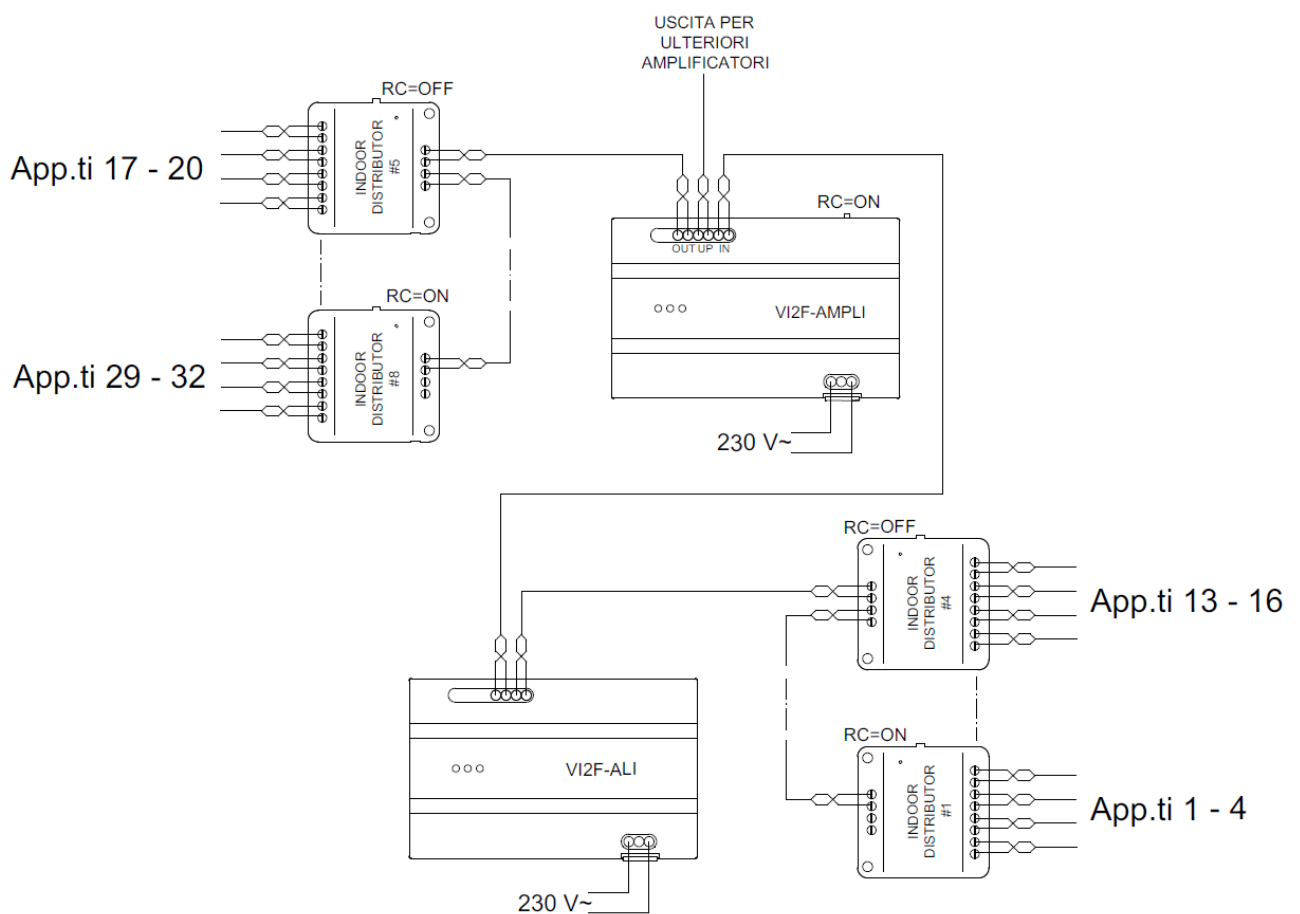 USCITA PER
ULTERIORI
AMPLIFICATORI
RC=OFF
App.ti 17 - 20
INDOOR
DISTRIBUTOR
#5
RC=ON
OUT UP IN
VI2F-AMPLI
RC=ON
App.ti 29 - 32
INDOOR
DISTRIBUTOR
#8
230 V~
RC=OFF
INDOOR
DISTRIBUTOR
#4
App.ti 13 - 16
RC=ON
VI2F-ALI
INDOOR
DISTRIBUTOR
#1
App.ti 1 - 4
230 V~